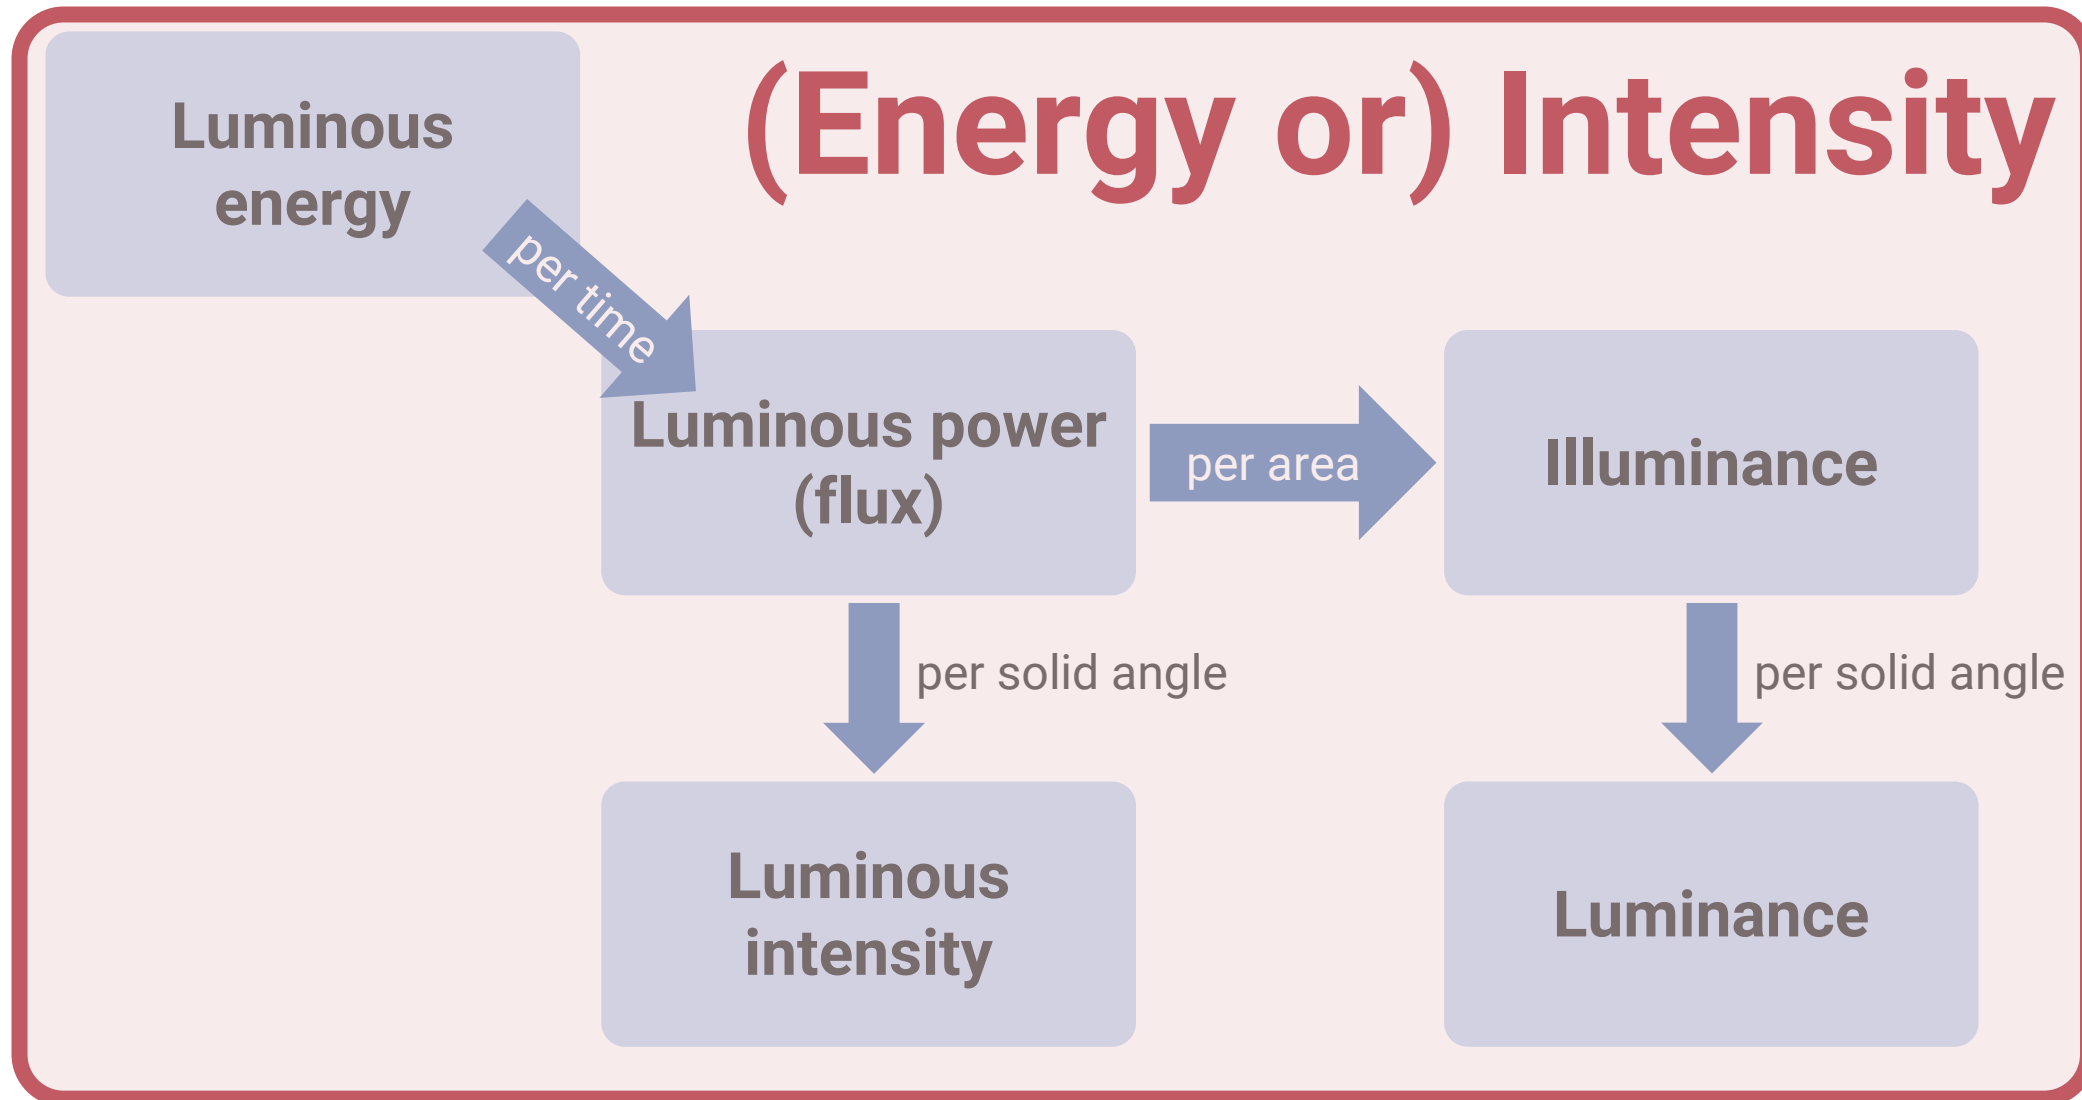 (Energy or) Intensity
Luminous
energy
per time
Luminous power
(flux)
per area
Illuminance
per solid angle
per solid angle
Luminous
intensity
Luminance